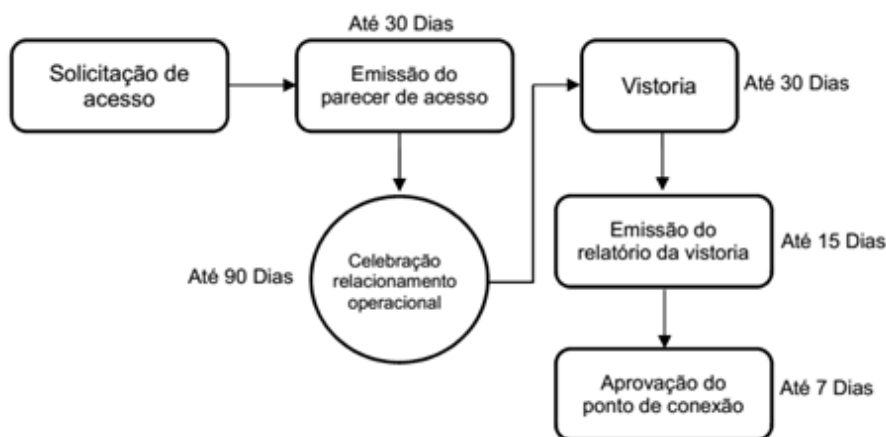 Solicitação de
acesso
Até 30 Dias
Emissão do
parecer de acesso
Até 90 Dias
Celebração
relacionamento
operacional
Vistoria
Até 30 Dias
Emissão do
relatório da vistoria
Até 15 Dias
Aprovação do
ponto de conexão
Até 7 Dias